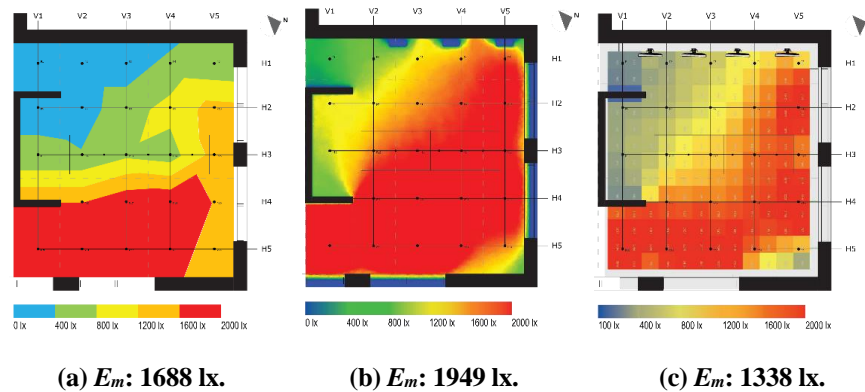 (a)
V1 V2 V3 V4 V5
N
H1
H2
H3
H4
H5
I II
0 lx 400 lx 800 lx 1200 lx 1600 lx 2000 lx
(a) Em: 1688 lx.
(b)
V1 V2 V3 V4 V5
N
H1
H2
H3
H4
H5
0 lx 400 lx 800 lx 1200 lx 1600 lx 2000 lx
(b) Em: 1949 lx.
(c)
V1 V2 V3 V4 V5
N
H1
H2
H3
H4
H5
I II
100 lx 400 lx 800 lx 1200 lx 1600 lx 2000 lx
(c) Em: 1338 lx.